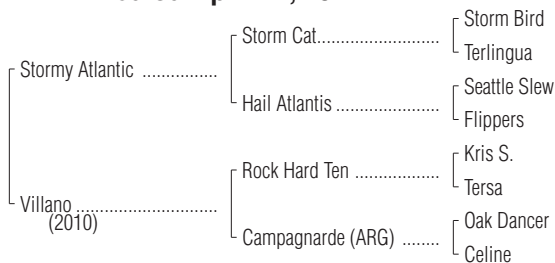 Storm Bird
Storm Cat........................
Terlingua
Stormy Atlantic ...............
Seattle Slew
Hail Atlantis ....................
Flippers
Kris S.
Rock Hard Ten .................
Tersa
Villano ............................
(2010)
Oak Dancer
Campagnarde (ARG) ........
Celine